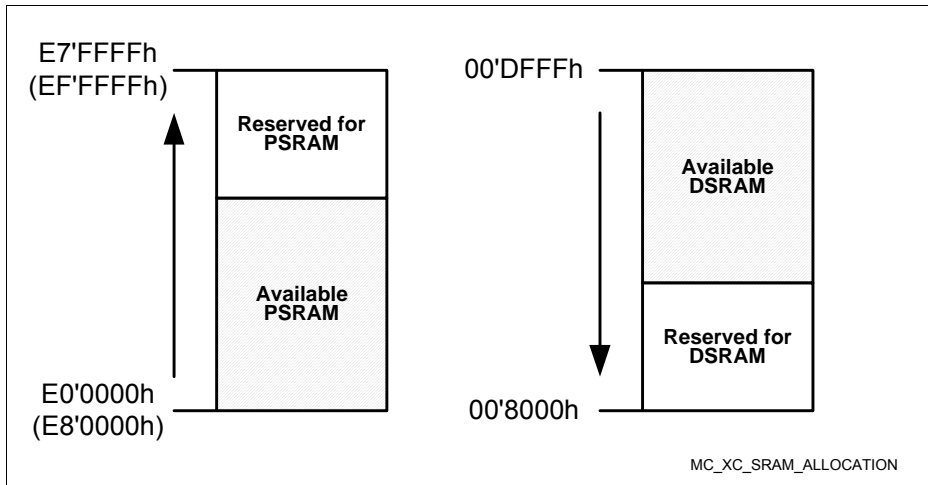 E7'FFFFh
(EF'FFFFh)
Reserved for
PSRAM
Available
PSRAM
E0'0000h
(E8'0000h)
00'DFFFh
Available
DSRAM
Reserved for
DSRAM
00'8000h
MC_XC_SRAM_ALLOCATION